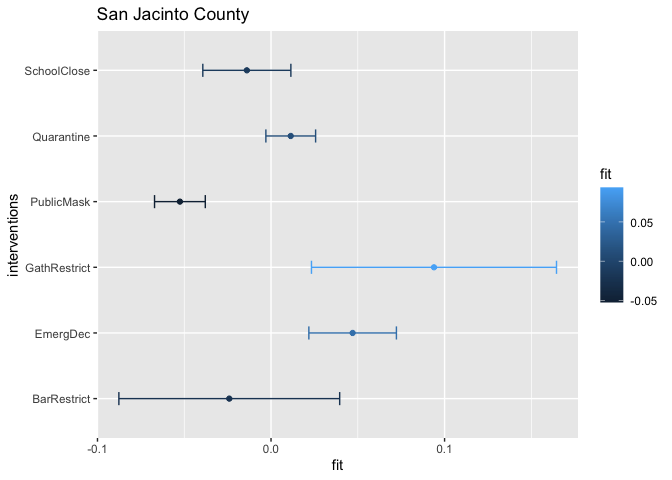 San Jacinto County
SchoolClose
Quarantine
PublicMask
GathRestrict
EmergDec
BarRestrict
interventions
-0.1
0.0
0.1
fit
fit
0.05
0.00
-0.05